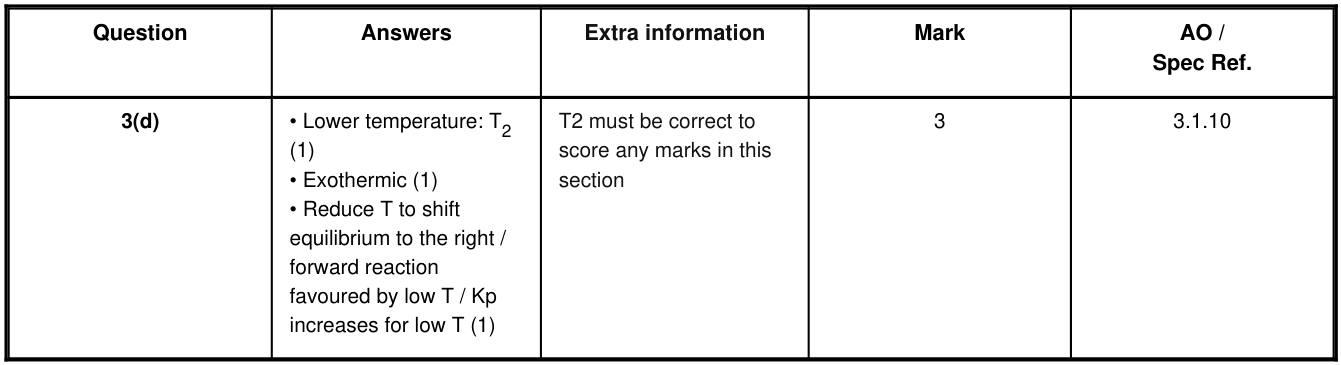 Question Answers Extra information Mark AO /
Spec Ref.
3(d) • Lower temperature: T2 T2 must be correct to 3 3.1.10
(1) score any marks in this
• Exothermic (1) section
• Reduce T to shift
equilibrium to the right /
forward reaction
favoured by low T / Kp
increases for low T (1)